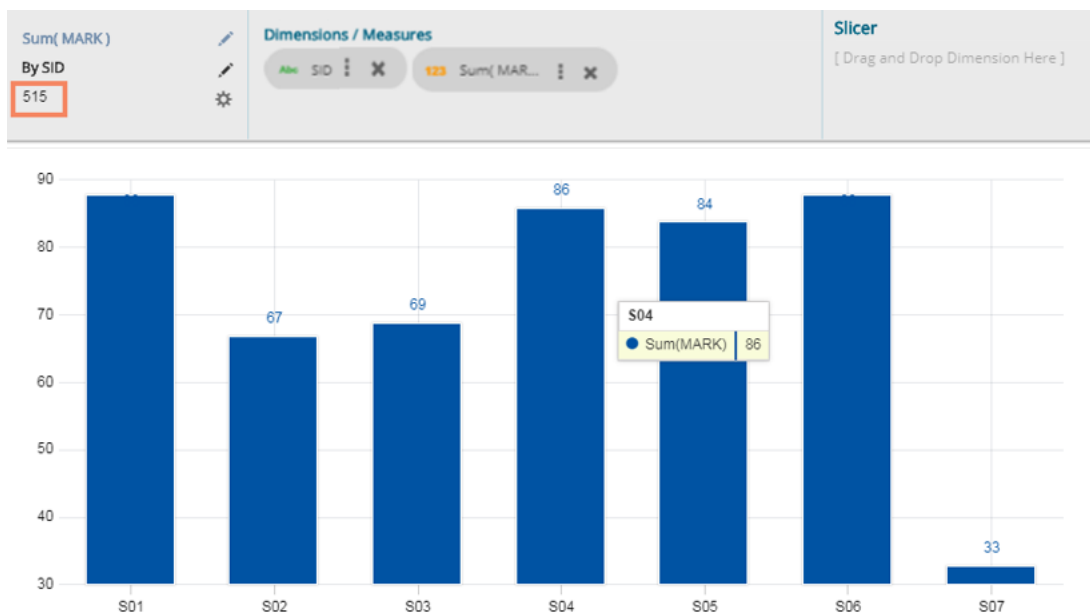 Sum( MARK )
By SID
515
Dimensions / Measures
Abc SID
123 Sum( MAR...
Slicer
[ Drag and Drop Dimension Here ]
90
80
70
60
50
40
30
67
69
86
84
33
S04
Sum(MARK) 86
S01 S02 S03 S04 S05 S06 S07